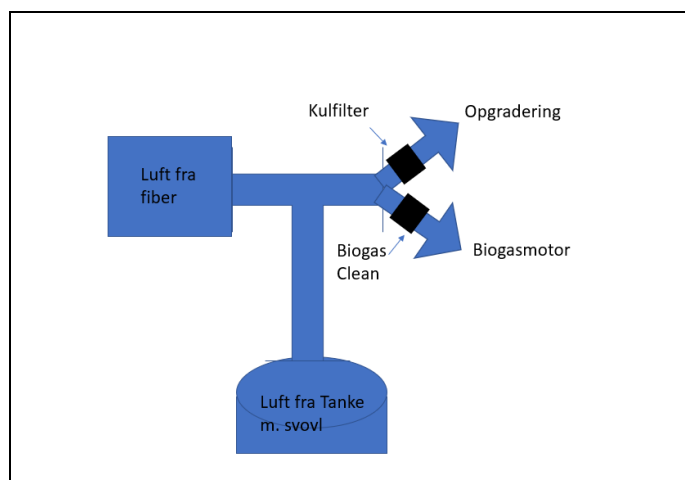 Kulfilter
Opgradering
Luft fra
fiber
Biogas
Clean
Biogasmotor
Luft fra Tanke
m. svovl